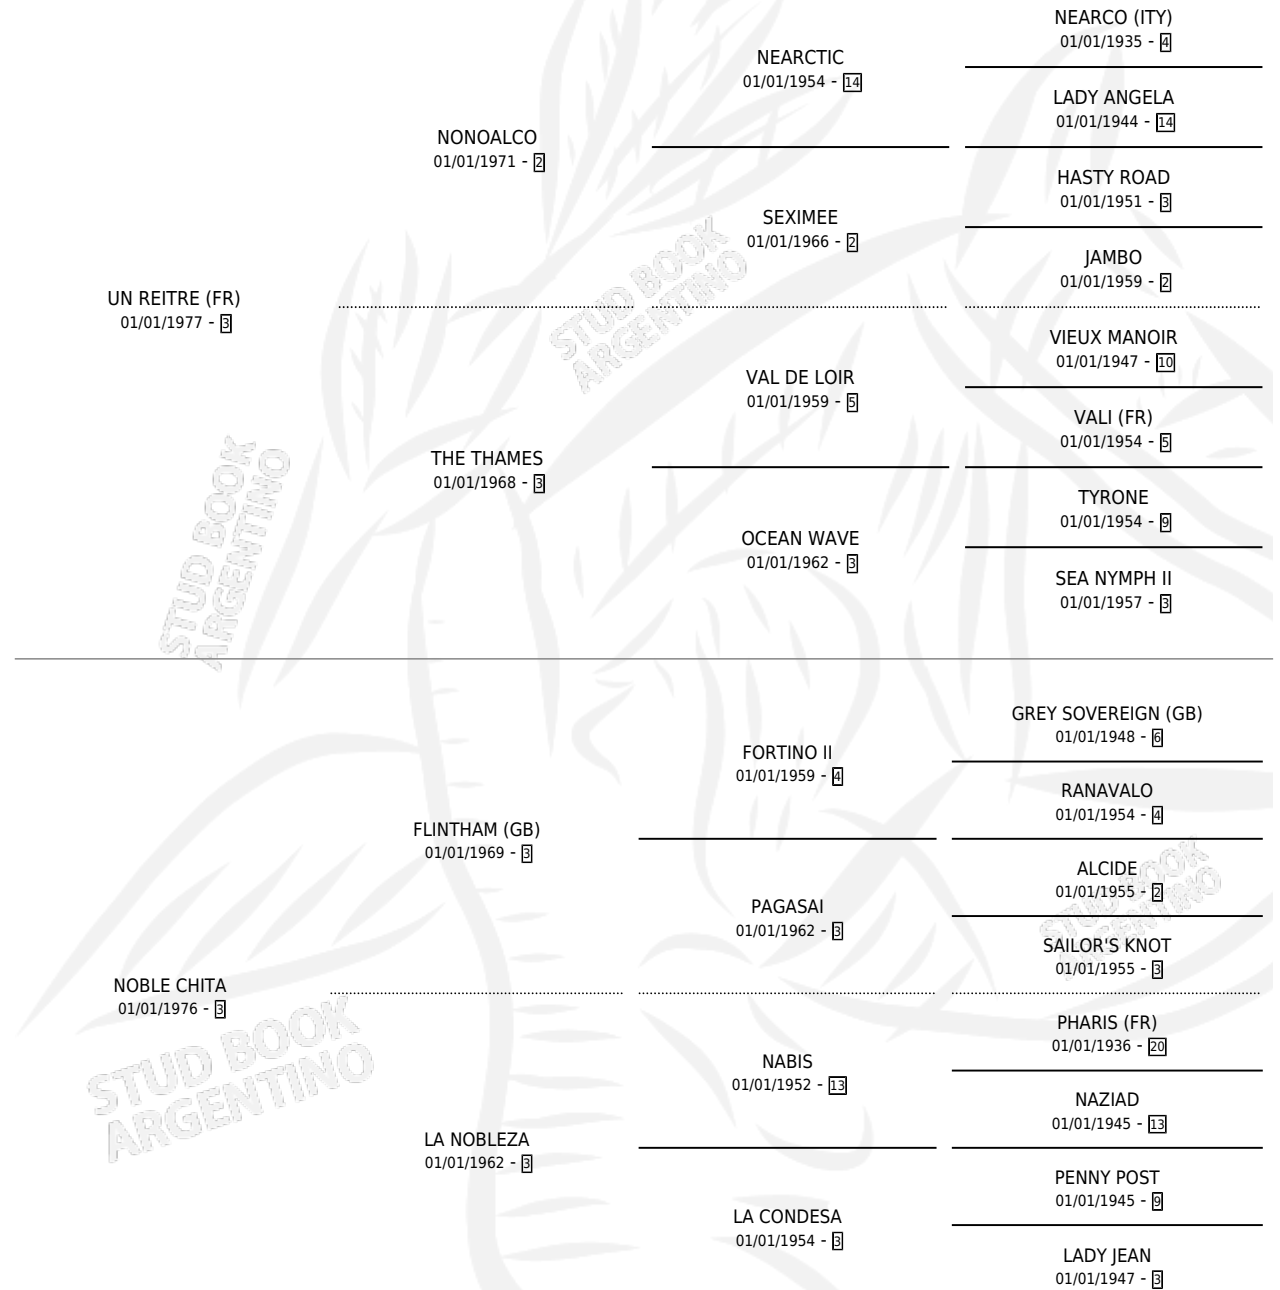 NEARCO (ITY)
01/01/1935 - 4
NEARCTIC
01/01/1954 - 14
LADY ANGELA
01/01/1944 - 14
NONOALCO
01/01/1971 - 2
HASTY ROAD
01/01/1951 - 3
SEXIMEE
01/01/1966 - 2
JAMBO
01/01/1959 - 2
UN REITRE (FR)
01/01/1977 - 3
VIEUX MANOIR
01/01/1947 - 10
VAL DE LOIR
01/01/1959 - 5
VALI (FR)
01/01/1954 - 5
THE THAMES
01/01/1968 - 3
TYRONE
01/01/1954 - 9
OCEAN WAVE
01/01/1962 - 3
SEA NYMPH II
01/01/1957 - 3
GREY SOVEREIGN (GB)
01/01/1948 - 6
FORTINO II
01/01/1959 - 4
RANAVALO
01/01/1954 - 4
FLINTHAM (GB)
01/01/1969 - 3
ALCIDE
01/01/1955 - 2
PAGASAI
01/01/1962 - 3
SAILOR'S KNOT
01/01/1955 - 3
NOBLE CHITA
01/01/1976 - 3
PHARIS (FR)
01/01/1936 - 20
NABIS
01/01/1952 - 13
NAZIAD
01/01/1945 - 13
LA NOBLEZA
01/01/1962 - 3
PENNY POST
01/01/1945 - 9
LA CONDESA
01/01/1954 - 3
LADY JEAN
01/01/1947 - 3
STUD BOOK
ARGENTINO
STUD BOOK
ARGENTINO
STUD BOOK
ARGENTINO
STUD BOOK
ARGENTINO